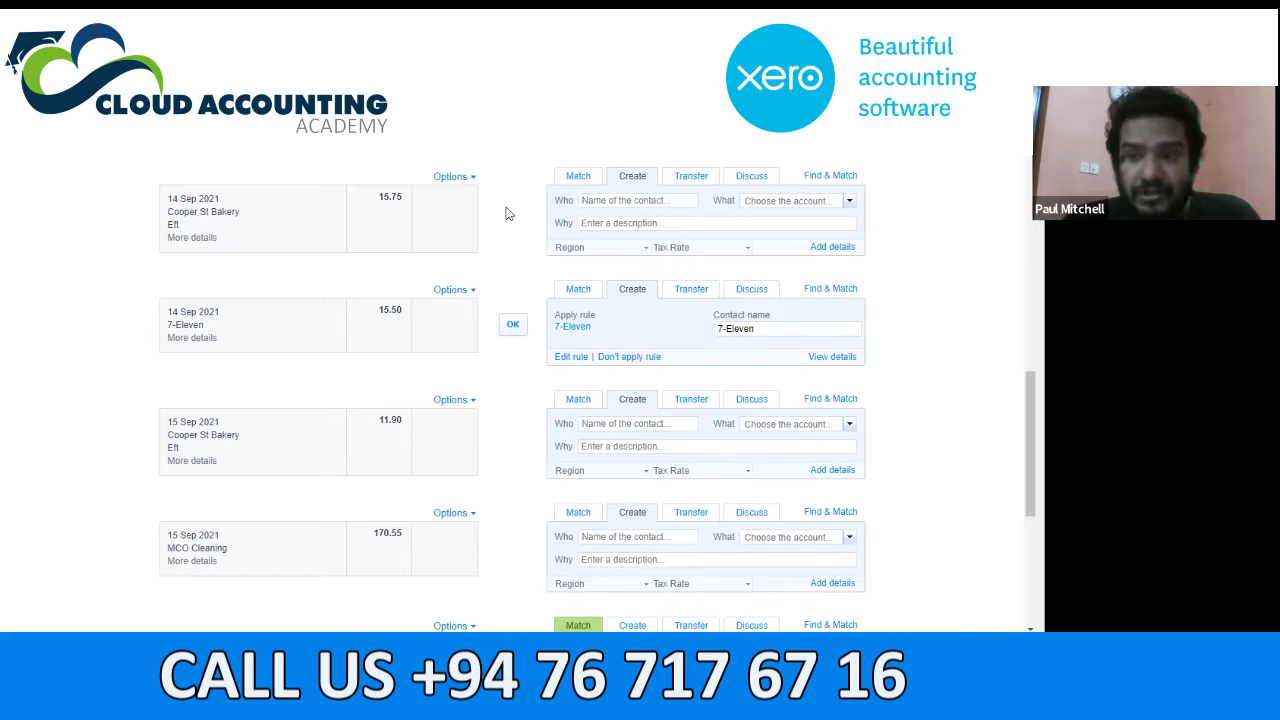 CLOUD ACCOUNTING
ACADEMY
xero
Beautiful
accounting
software
Paul Mitchell
Options
14 Sep 2021
Cooper St Bakery
Eft
More details
15.75
Match Create Transfer Discuss Find & Match
Who Name of the contact... What Choose the account...
Why Enter a description...
Region Tax Rate Add details
Options
14 Sep 2021
7-Eleven
More details
15.50
OK
Match Create Transfer Discuss Find & Match
Apply rule Contact name
7-Eleven 7-Eleven
Edit rule | Don't apply rule View details
Options
15 Sep 2021
Cooper St Bakery
Eft
More details
11.90
Match Create Transfer Discuss Find & Match
Who Name of the contact... What Choose the account...
Why Enter a description...
Region Tax Rate Add details
Options
15 Sep 2021
MCO Cleaning
More details
170.55
Match Create Transfer Discuss Find & Match
Who Name of the contact... What Choose the account...
Why Enter a description...
Region Tax Rate Add details
Options
Match Create Transfer Discuss Find & Match
CALL US +94 76 717 67 16